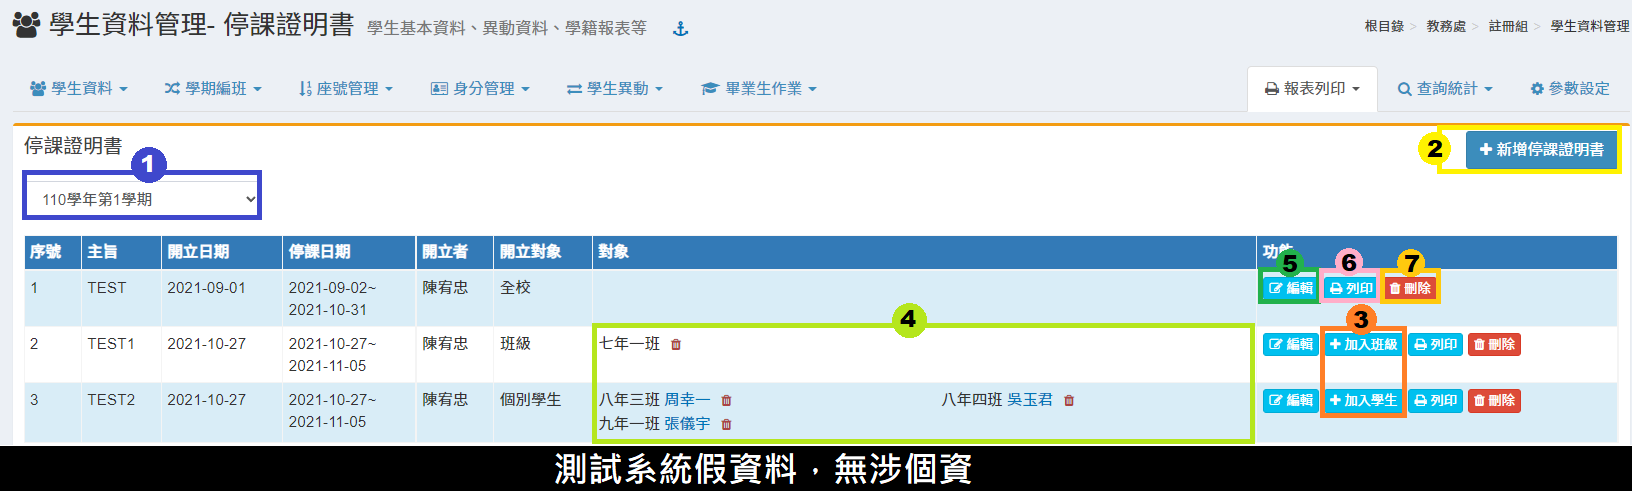 學生資料管理- 停課證明書 學生基本資料、異動資料、學籍報表等
根目錄 > 教務處 > 註冊組 > 學生資料管理
學生資料 學期編班 座號管理 身分管理 學生異動 畢業生作業 報表列印 查詢統計 參數設定
停課證明書
1
2
+ 新增停課證明書
110學年第1學期
序號 主旨 開立日期 停課日期 開立者 開立對象 對象 功能
5 6 7
1 TEST 2021-09-01 2021-09-02~ 陳宥忠 全校 編輯 列印 刪除
2021-10-31
4 3
2 TEST1 2021-10-27 2021-10-27~ 陳宥忠 班級 七年一班 編輯 + 加入班級 列印 刪除
2021-11-05
3 TEST2 2021-10-27 2021-10-27~ 陳宥忠 個別學生 八年三班 周幸一 八年四班 吳玉君 編輯 + 加入學生 列印 刪除
2021-11-05 九年一班 張儀宇
測試系統假資料，無涉個資